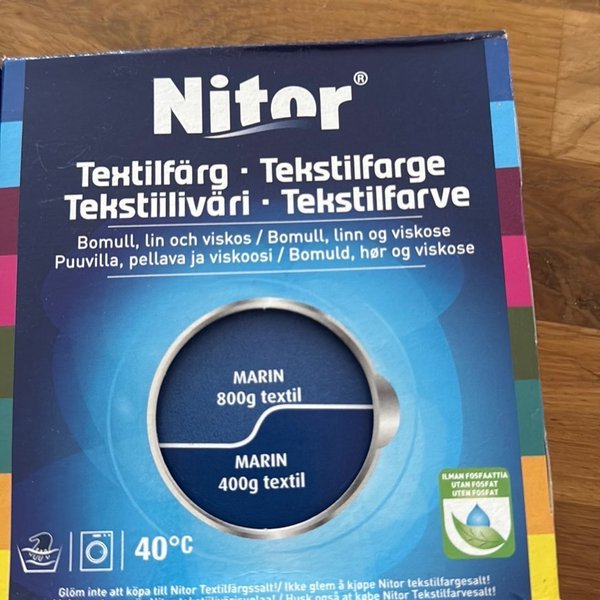 Nitor®
Textilfärg · Tekstilfarge
Tekstiiliväri · Tekstilfarve
Bomull, lin och viskos / Bomull, linn og viskose
Puuvilla, pellava ja viskoosi / Bomuld, hør og viskose
MARIN
800g textil
MARIN
400g textil
ILMAN FOSFAATTIA
UTAN FOSFAT
UTEN FOSFAT
40°C
Glöm inte att köpa till Nitor Textilfärgssalt!/ Ikke glem å kjøpe Nitor tekstilfargesalt!
Husk også at købe Nitor Tekstilfarvesalt!